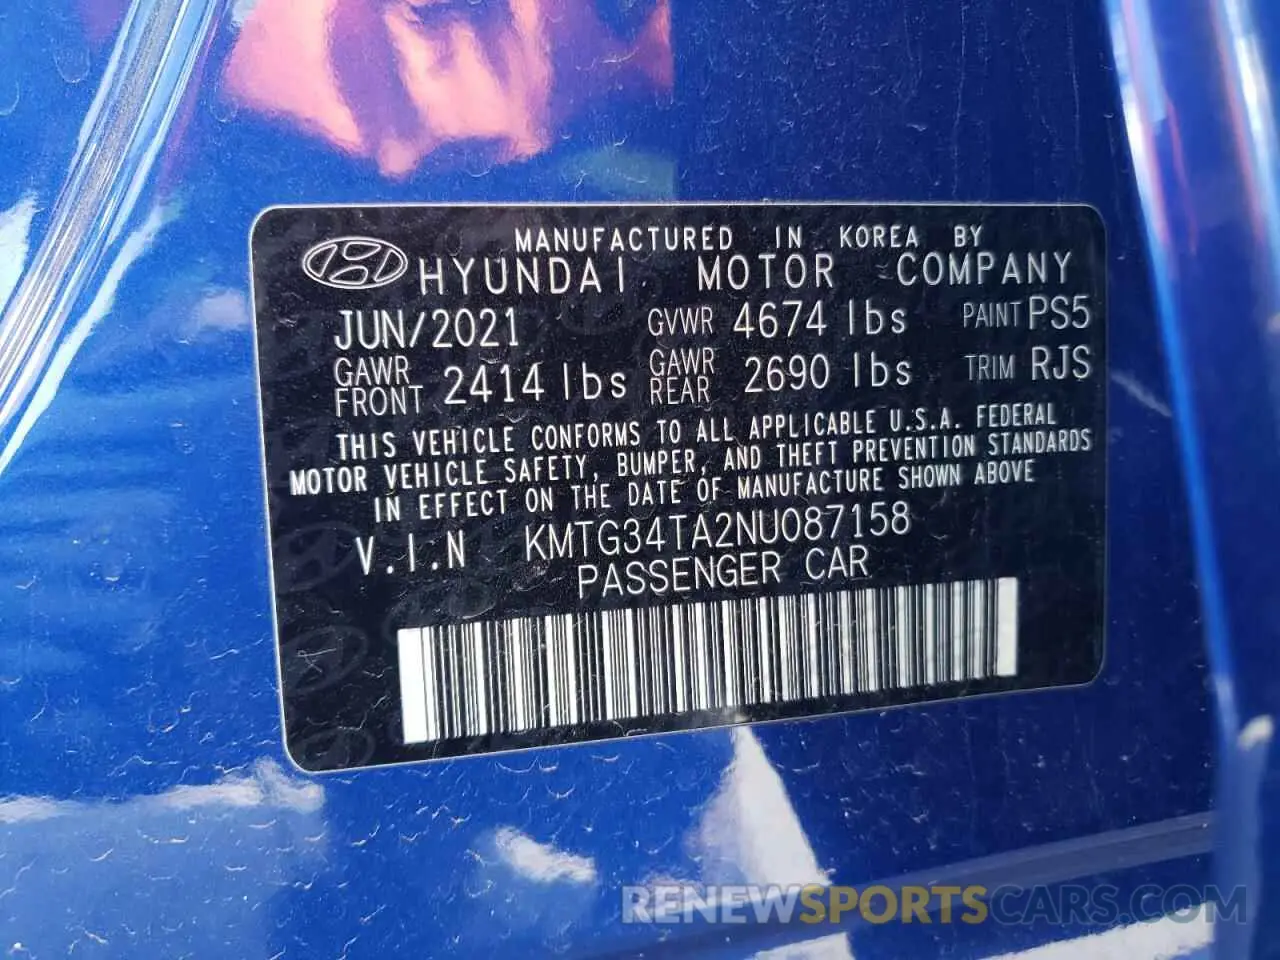 MANUFACTURED IN KOREA BY
HYUNDAI MOTOR COMPANY
JUN/2021 GVWR 4674 lbs PAINT PS5
GAWR FRONT 2414 lbs GAWR REAR 2690 lbs TRIM RJS
THIS VEHICLE CONFORMS TO ALL APPLICABLE U.S.A. FEDERAL
MOTOR VEHICLE SAFETY, BUMPER, AND THEFT PREVENTION STANDARDS
IN EFFECT ON THE DATE OF MANUFACTURE SHOWN ABOVE
V.I.N KMTG34TA2NU087158
PASSENGER CAR
RENEWSPORTSCARS.COM